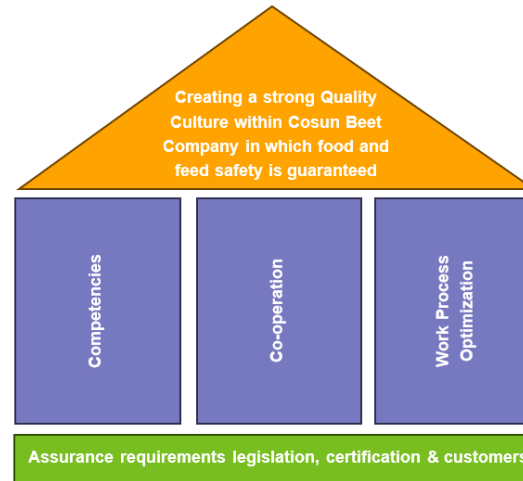 Creating a strong Quality
Culture within Cosun Beet
Company in which food and
feed safety is guaranteed
Competencies
Co-operation
Work Process
Optimization
Assurance requirements legislation, certification & customers